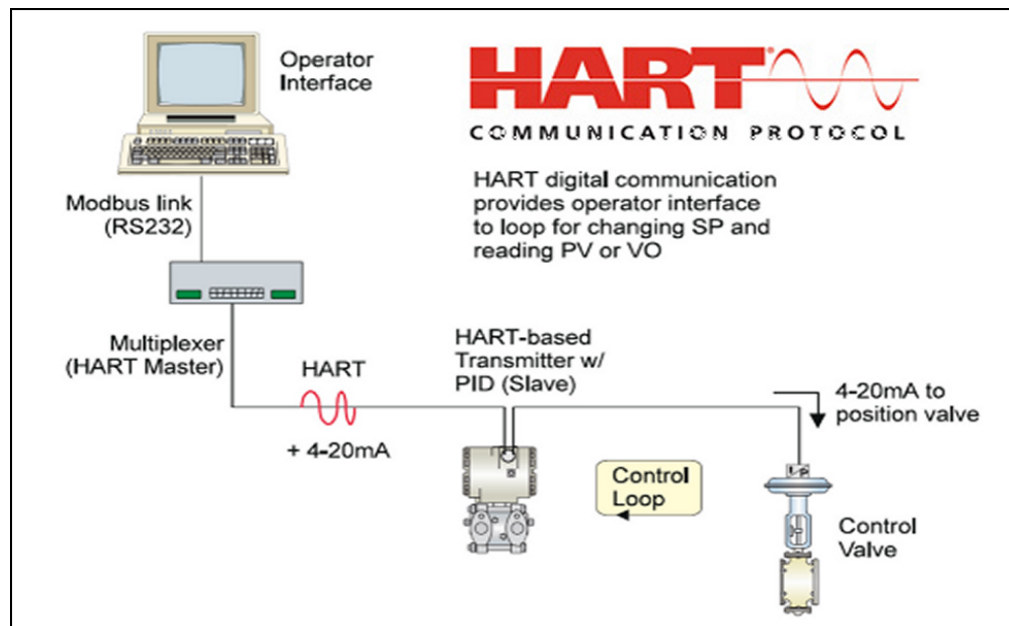 Operator
Interface
HART®
COMMUNICATION PROTOCOL
HART digital communication
provides operator interface
to loop for changing SP and
reading PV or VO
Modbus link
(RS232)
Multiplexer
(HART Master)
HART
+ 4-20mA
HART-based
Transmitter w/
PID (Slave)
4-20mA to
position valve
Control
Loop
Control
Valve